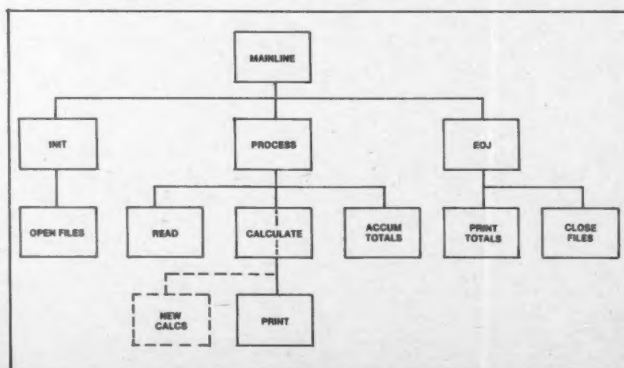 MAINLINE
INIT
PROCESS
EOJ
OPEN FILES
READ
CALCULATE
ACCUM
TOTALS
PRINT
TOTALS
CLOSE
FILES
NEW
CALCS
PRINT